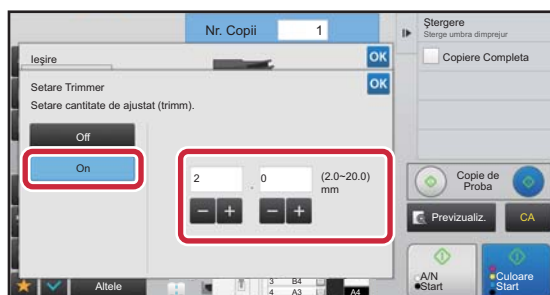 Nr. Copii 1
Ștergere
Sterge umbra dimprejur
Ieșire
OK
Copiere Completa
Setare Trimmer
OK
Setare cantitate de ajustat (trimm).
Off
On
2 . 0 (2.0~20.0)
mm
Copie de
Proba
Previzualiz.
CA
A/N
Start
Culoare
Start
Altele
3 B4
4 A3
A4